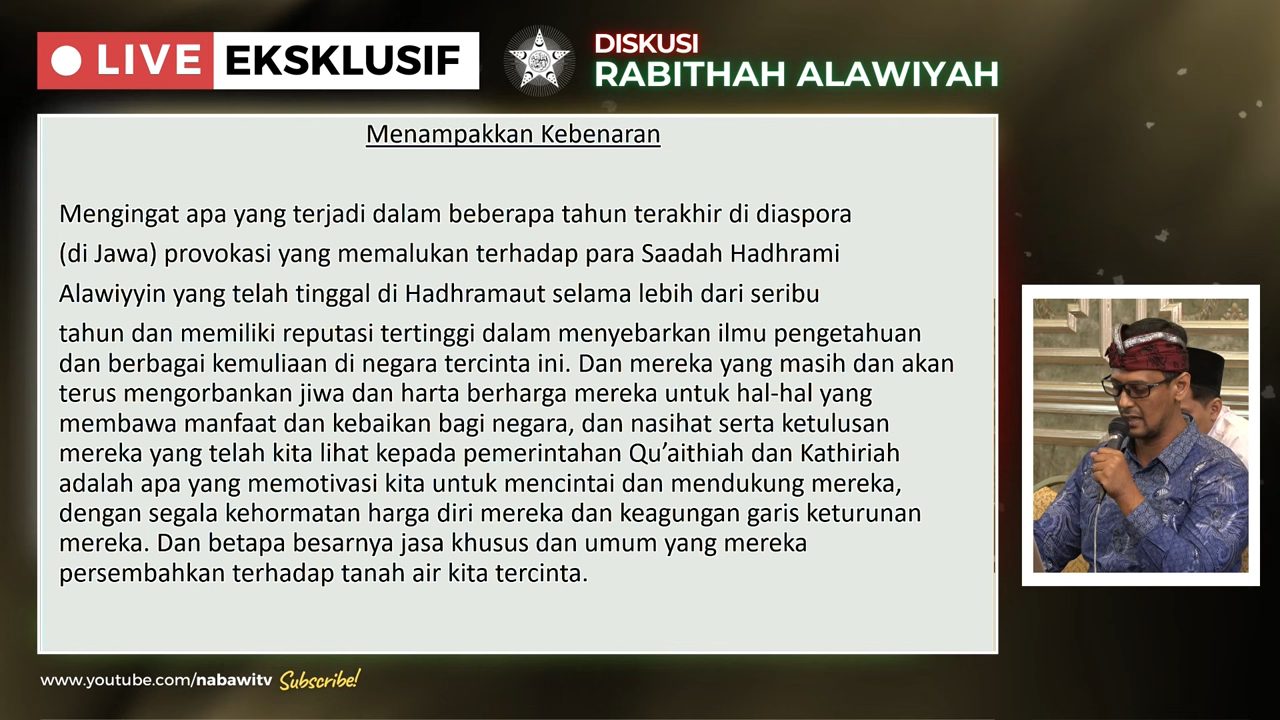 LIVE EKSKLUSIF
DISKUSI
RABITHAH ALAWIYAH
Menampakkan Kebenaran
Mengingat apa yang terjadi dalam beberapa tahun terakhir di diaspora
(di Jawa) provokasi yang memalukan terhadap para Saadah Hadhrami
Alawiyyin yang telah tinggal di Hadhramaut selama lebih dari seribu
tahun dan memiliki reputasi tertinggi dalam menyebarkan ilmu pengetahuan
dan berbagai kemuliaan di negara tercinta ini. Dan mereka yang masih dan akan
terus mengorbankan jiwa dan harta berharga mereka untuk hal-hal yang
membawa manfaat dan kebaikan bagi negara, dan nasihat serta ketulusan
mereka yang telah kita lihat kepada pemerintahan Qu’aithiah dan Kathiriah
adalah apa yang memotivasi kita untuk mencintai dan mendukung mereka,
dengan segala kehormatan harga diri mereka dan keagungan garis keturunan
mereka. Dan betapa besarnya jasa khusus dan umum yang mereka
persembahkan terhadap tanah air kita tercinta.
www.youtube.com/nabawitv Subscribe!